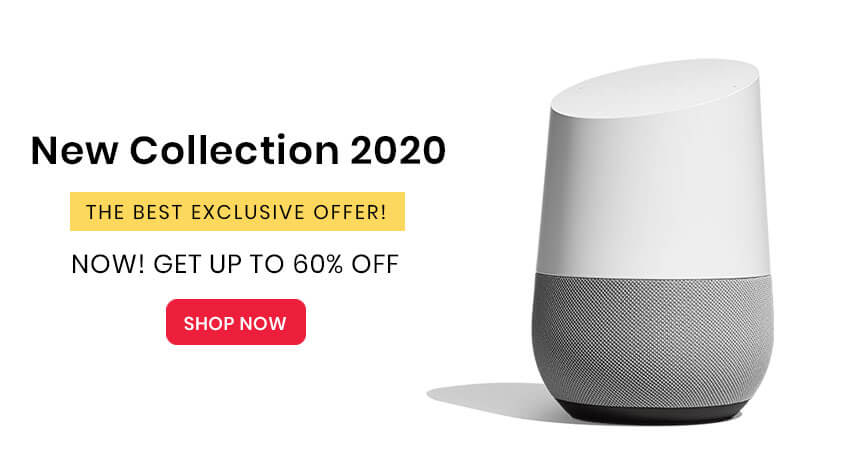 New Collection 2020
THE BEST EXCLUSIVE OFFER!
NOW! GET UP TO 60% OFF
SHOP NOW